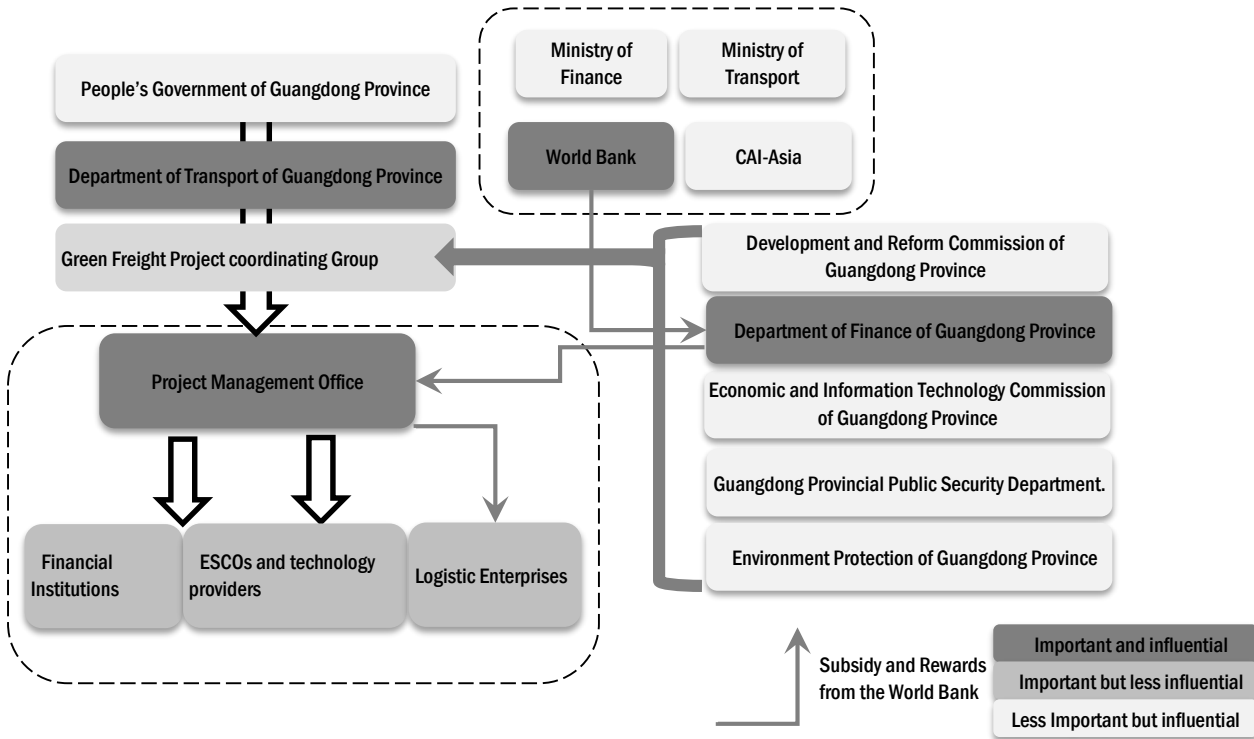 Ministry of
Finance
Ministry of
Transport
People's Government of Guangdong Province
World Bank
CAI-Asia
Department of Transport of Guangdong Province
Green Freight Project coordinating Group
Development and Reform Commission of
Guangdong Province
Department of Finance of Guangdong Province
Project Management Office
Economic and Information Technology Commission
of Guangdong Province
Guangdong Provincial Public Security Department.
Environment Protection of Guangdong Province
Financial
Institutions
ESCOs and technology
providers
Logistic Enterprises
Subsidy and Rewards
from the World Bank
Important and influential
Important but less influential
Less Important but influential